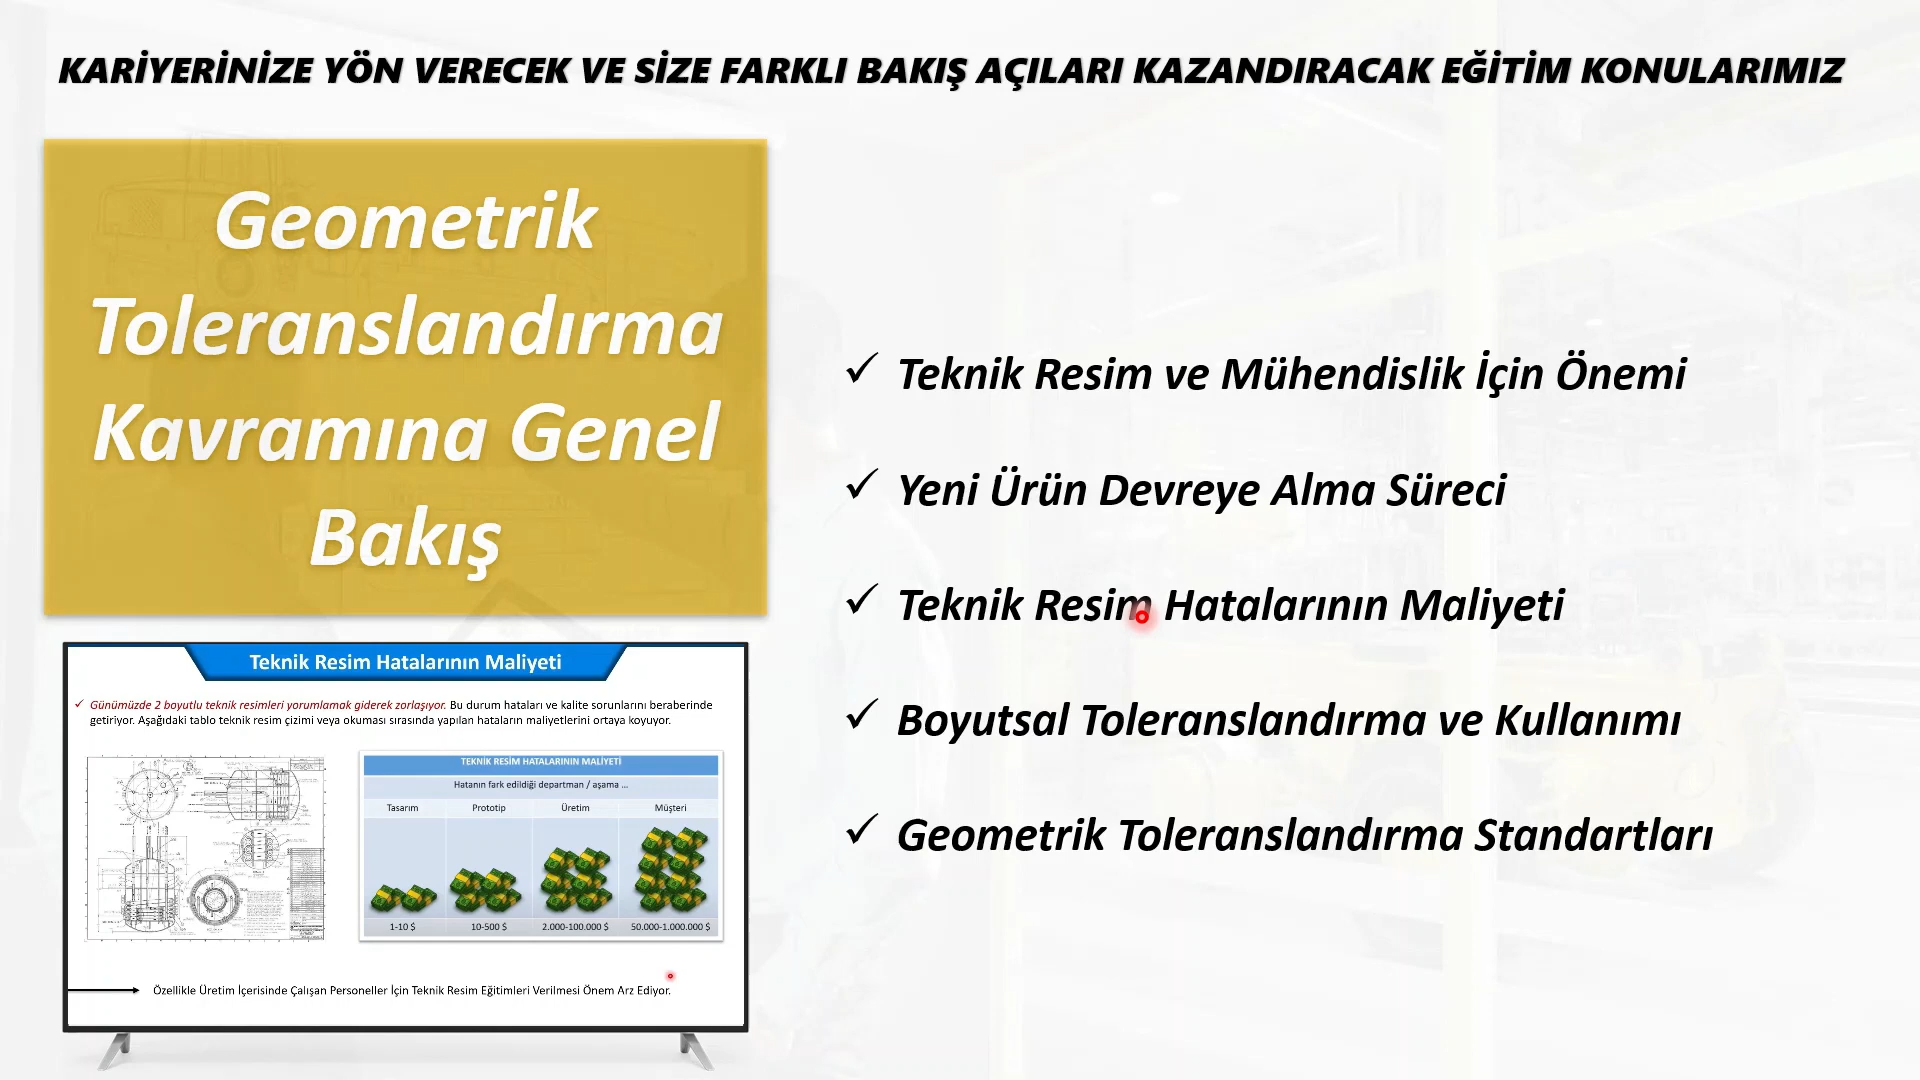 KARİYERİNİZE YÖN VERECEK VE SİZE FARKLI BAKIŞ AÇILARI KAZANDIRACAK EĞİTİM KONULARIMIZ
Geometrik
Toleranslandırma
Kavramına Genel
Bakış
✓ Teknik Resim ve Mühendislik İçin Önemi
✓ Yeni Ürün Devreye Alma Süreci
✓ Teknik Resim Hatalarının Maliyeti
✓ Boyutsal Toleranslandırma ve Kullanımı
✓ Geometrik Toleranslandırma Standartları
Teknik Resim Hatalarının Maliyeti
✓ Günümüzde 2 boyutlu teknik resimleri yorumlamak giderek zorlaşıyor. Bu durum hataları ve kalite sorunlarını beraberinde
getiriyor. Aşağıdaki tablo teknik resim çizimi veya okuması sırasında yapılan hataların maliyetlerini ortaya koyuyor.
TEKNİK RESİM HATALARININ MALİYETİ
Hatanın fark edildiği departman / aşama ...
Tasarım Prototip Üretim Müşteri
1-10 $ 10-500 $ 2.000-100.000 $ 50.000-1.000.000 $
Özellikle Üretim İçerisinde Çalışan Personeller İçin Teknik Resim Eğitimleri Verilmesi Önem Arz Ediyor.